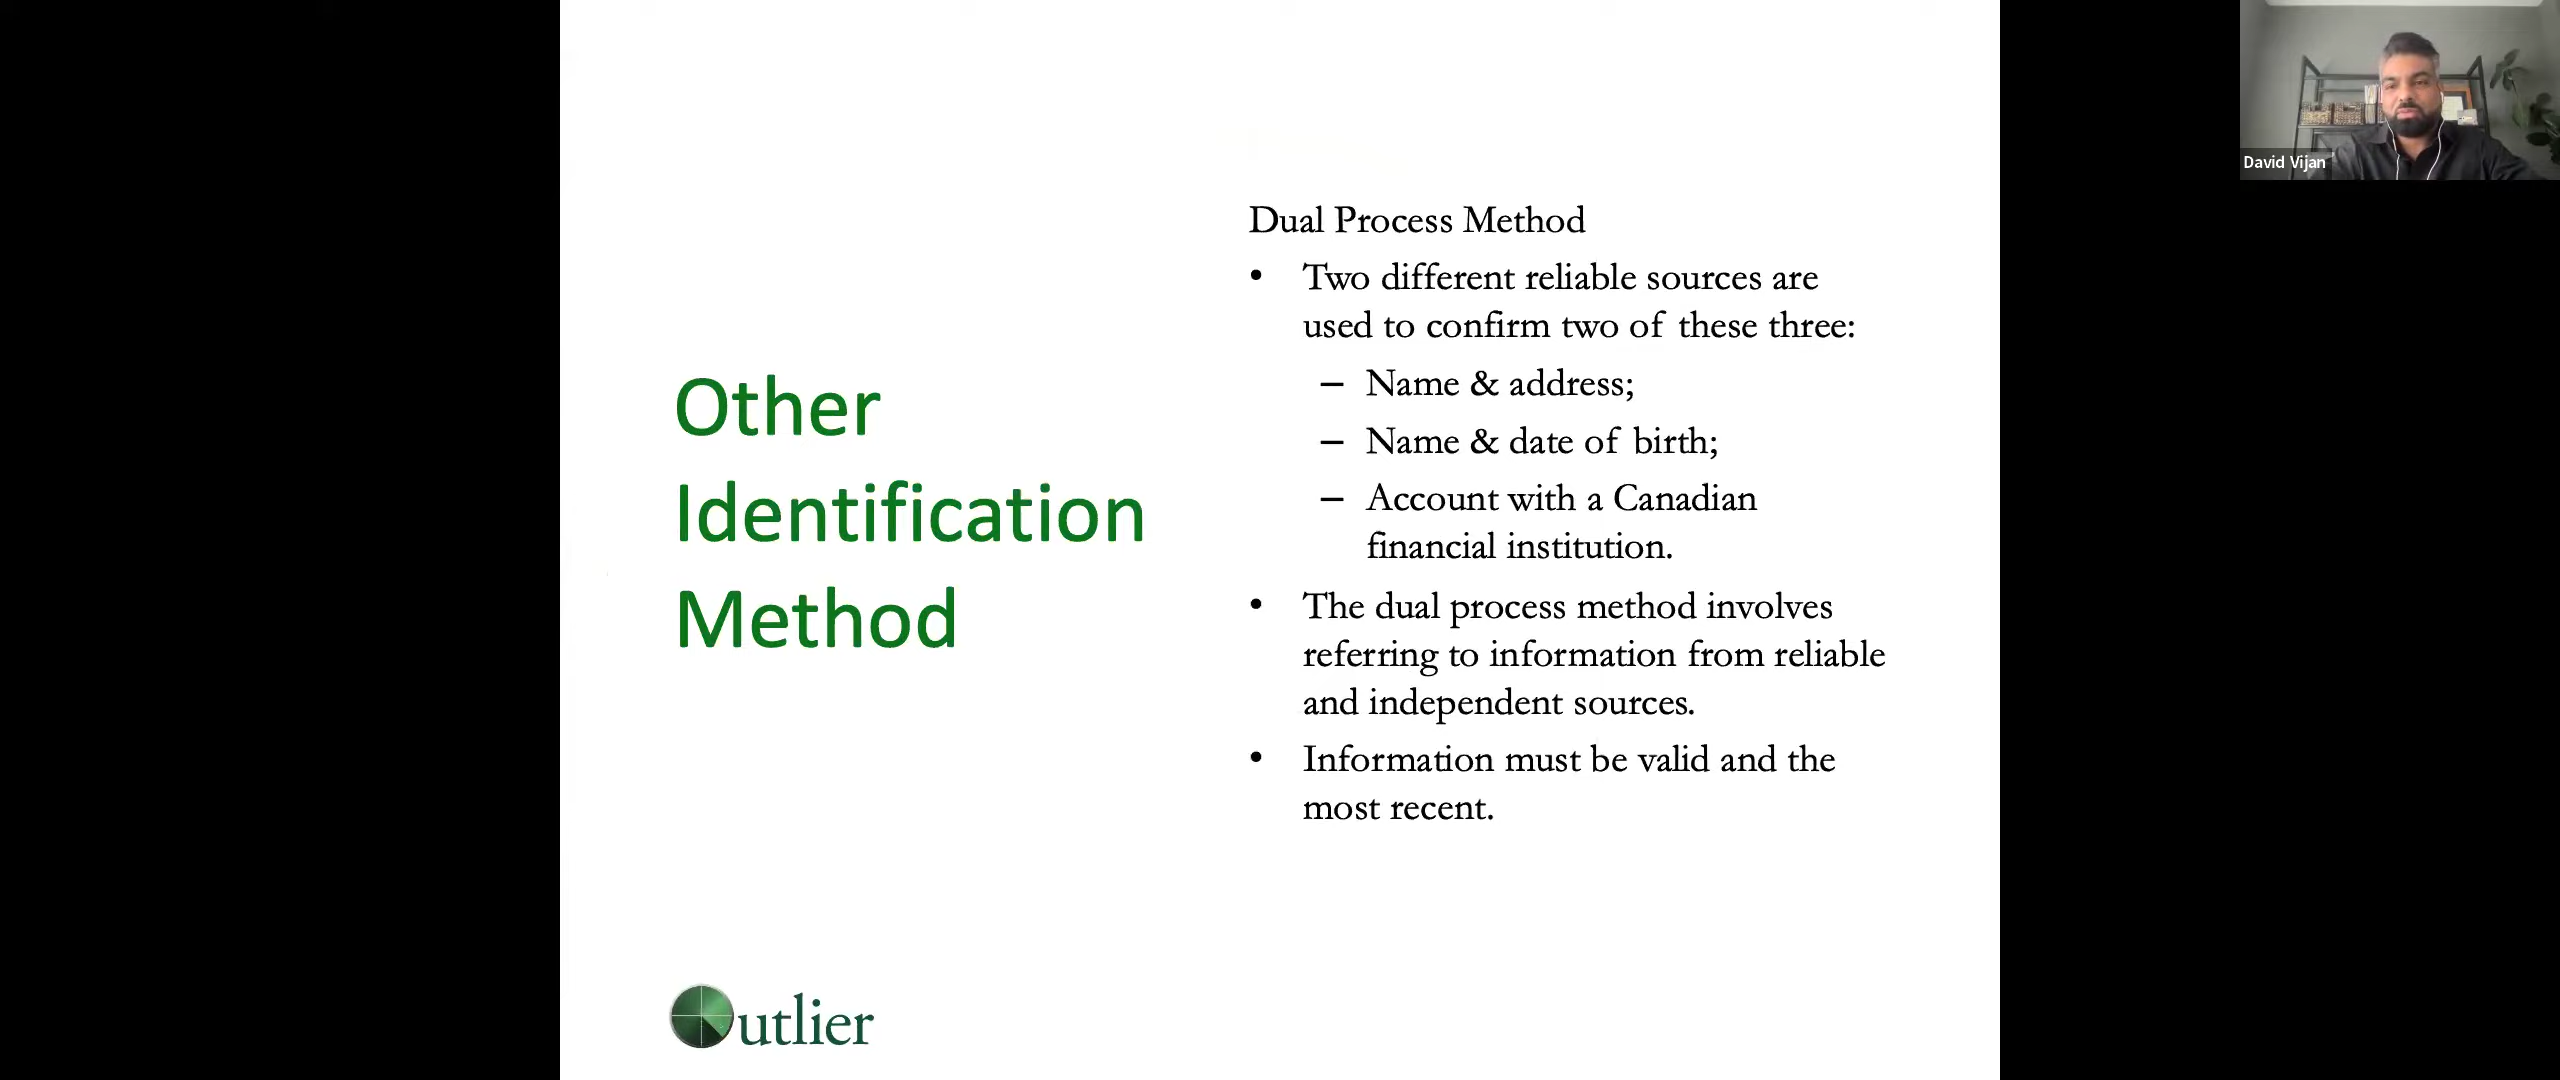 David Vijan
Other
Identification
Method
Dual Process Method
• Two different reliable sources are
used to confirm two of these three:
– Name & address;
– Name & date of birth;
– Account with a Canadian
financial institution.
• The dual process method involves
referring to information from reliable
and independent sources.
• Information must be valid and the
most recent.
Outlier